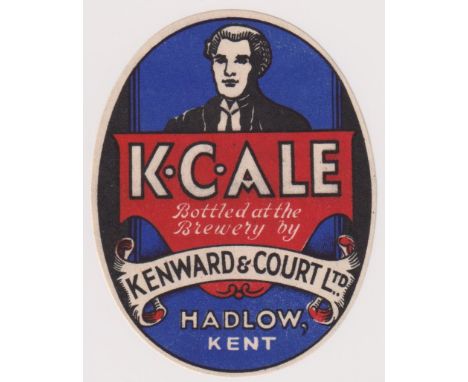 K·C·ALE
Bottled at the
Brewery by
KENWARD & COURT LTD.
HADLOW,
KENT